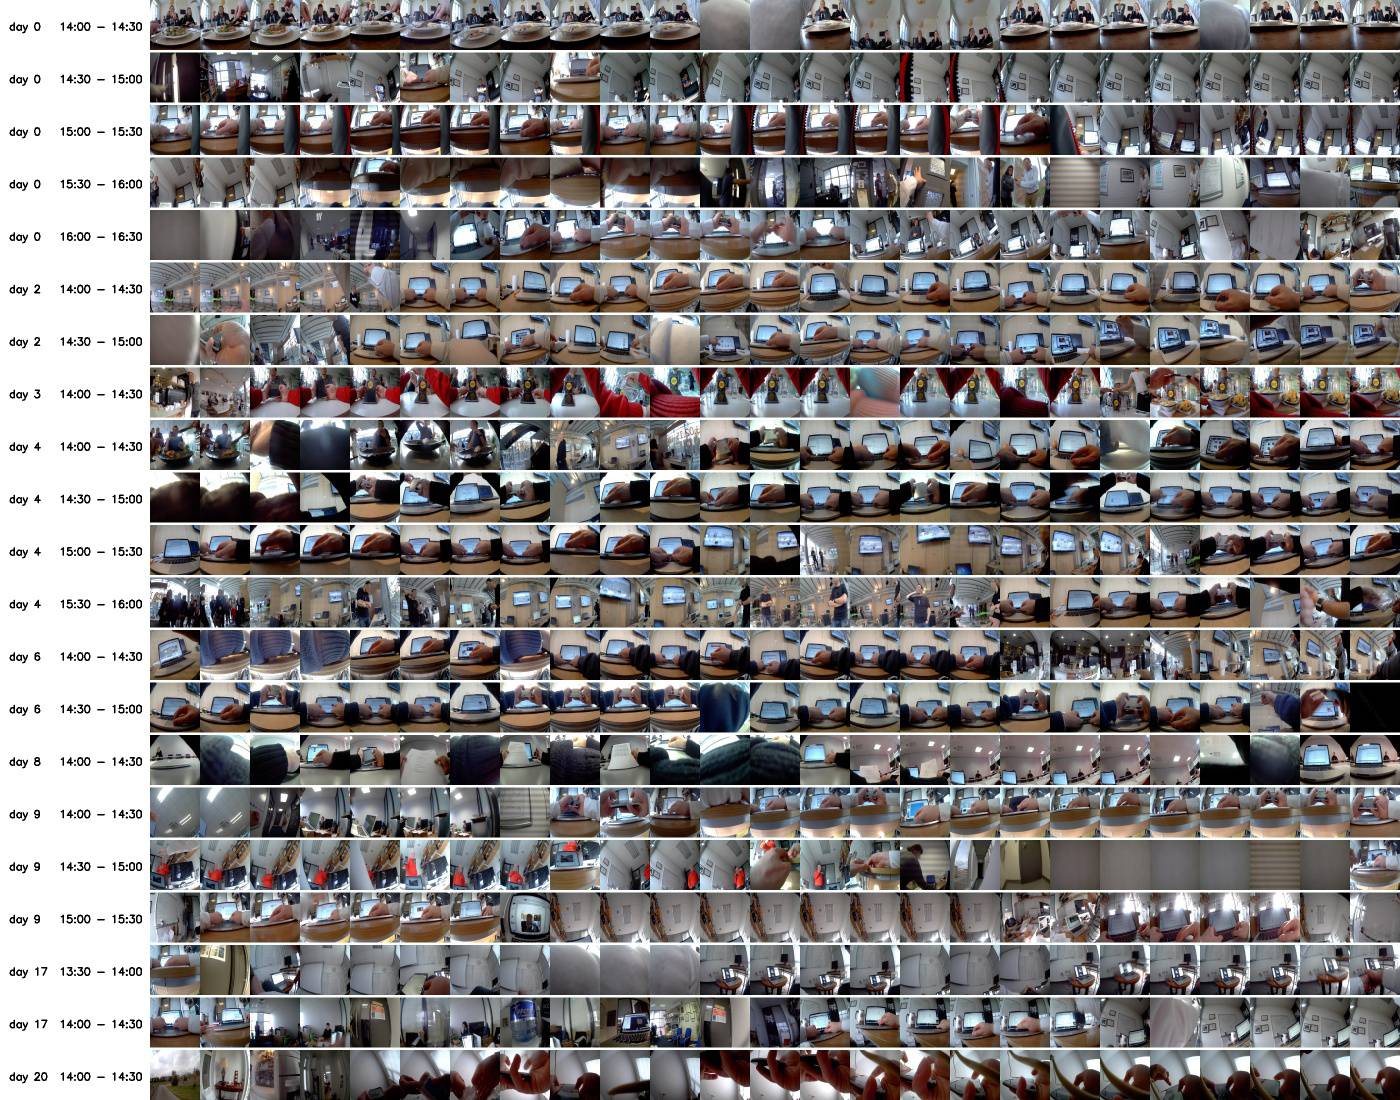 day 0 14:00 – 14:30
day 0 14:30 – 15:00
day 0 15:00 – 15:30
day 0 15:30 – 16:00
day 0 16:00 – 16:30
day 2 14:00 – 14:30
day 2 14:30 – 15:00
day 3 14:00 – 14:30
day 4 14:00 – 14:30
day 4 14:30 – 15:00
day 4 15:00 – 15:30
day 4 15:30 – 16:00
day 6 14:00 – 14:30
day 6 14:30 – 15:00
day 8 14:00 – 14:30
day 9 14:00 – 14:30
day 9 14:30 – 15:00
day 9 15:00 – 15:30
day 17 13:30 – 14:00
day 17 14:00 – 14:30
day 20 14:00 – 14:30